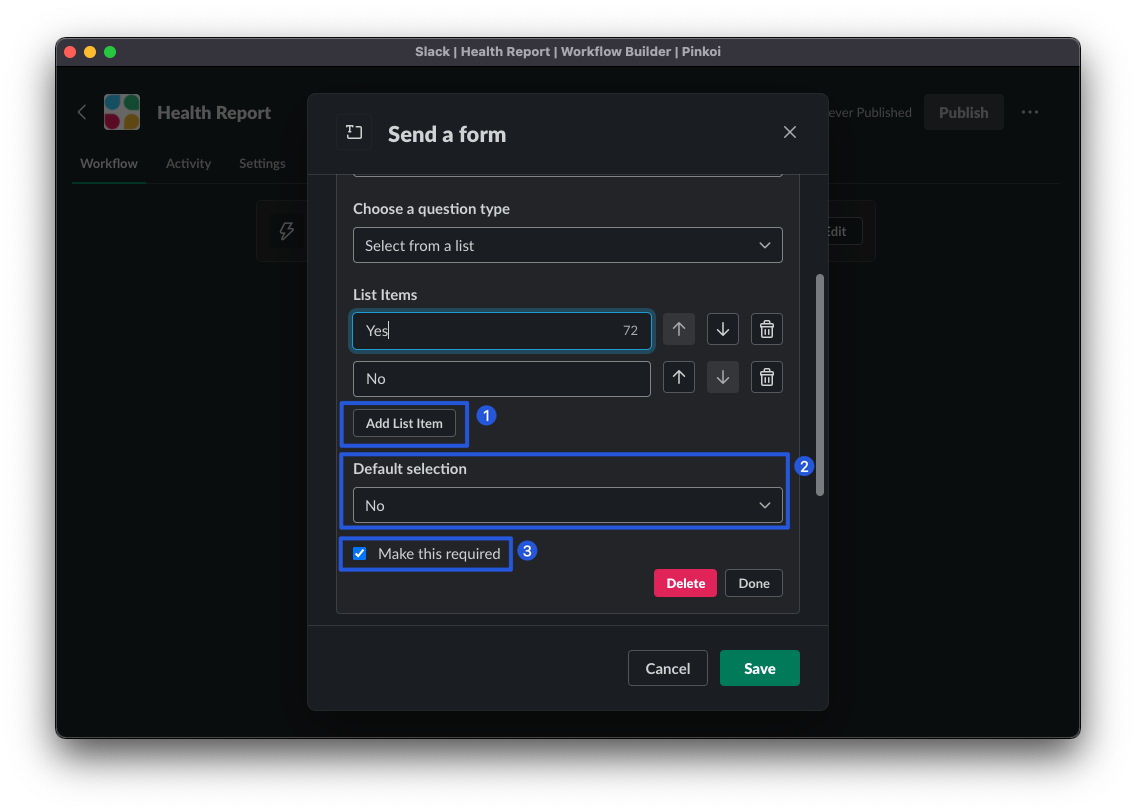 Slack | Health Report | Workflow Builder | Pinkoi
Health Report
ever Published
Publish
Workflow
Activity
Settings
Send a form
Choose a question type
Select from a list
dit
List Items
Yes
72
No
Add List Item
1
Default selection
2
No
Make this required
3
Delete
Done
Cancel
Save